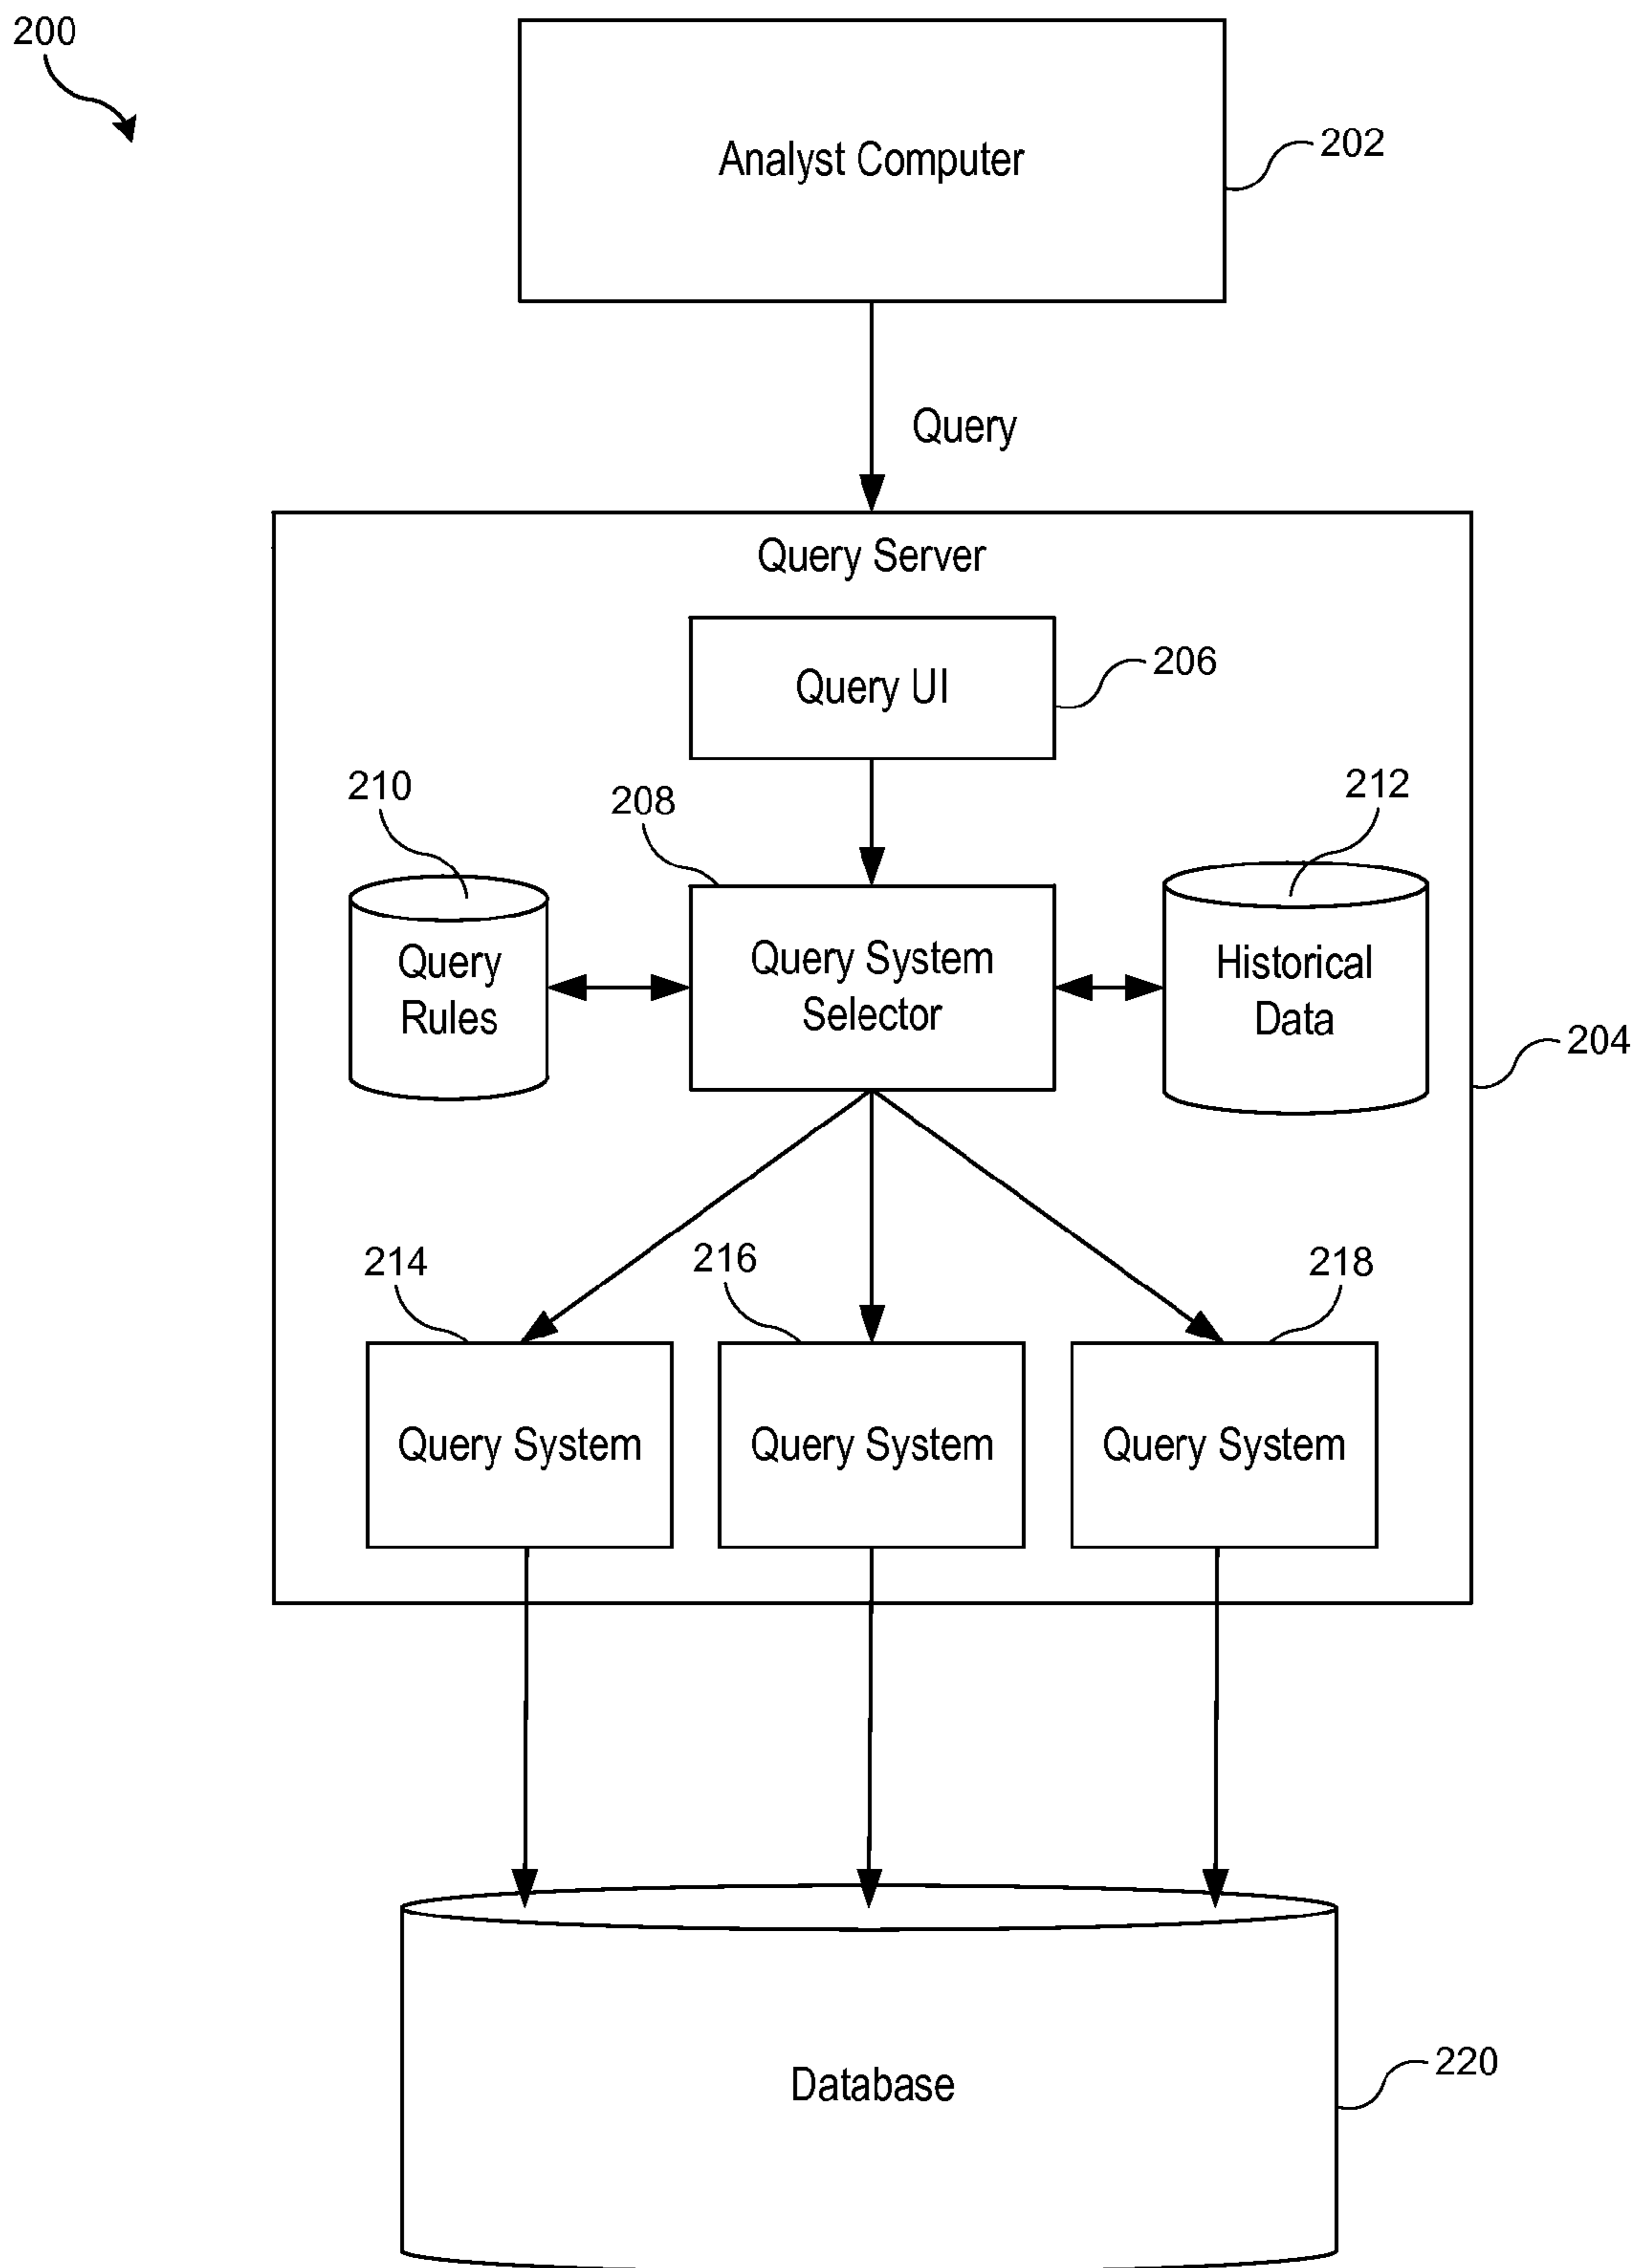 200
Analyst Computer
202
Query
Query Server
Query UI
206
210
208
212
Query
Rules
Query System
Selector
Historical
Data
204
214
216
218
Query System
Query System
Query System
Database
220